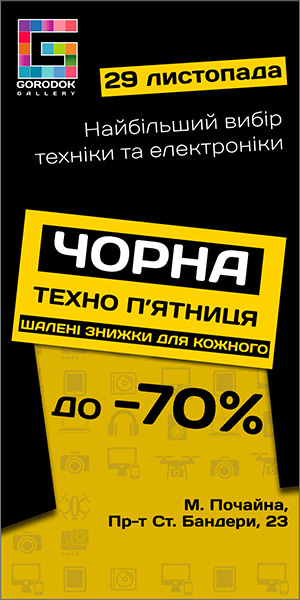 GORODOK
GALLERY
29 ЛИСТОПАДА
Найбільший вибір
техніки та електроніки
ЧОРНА
ТЕХНО П'ЯТНИЦЯ
ШАЛЕНІ ЗНИЖКИ ДЛЯ КОЖНОГО
ДО -70%
М. Почайна,
Пр-т Ст. Бандери, 23